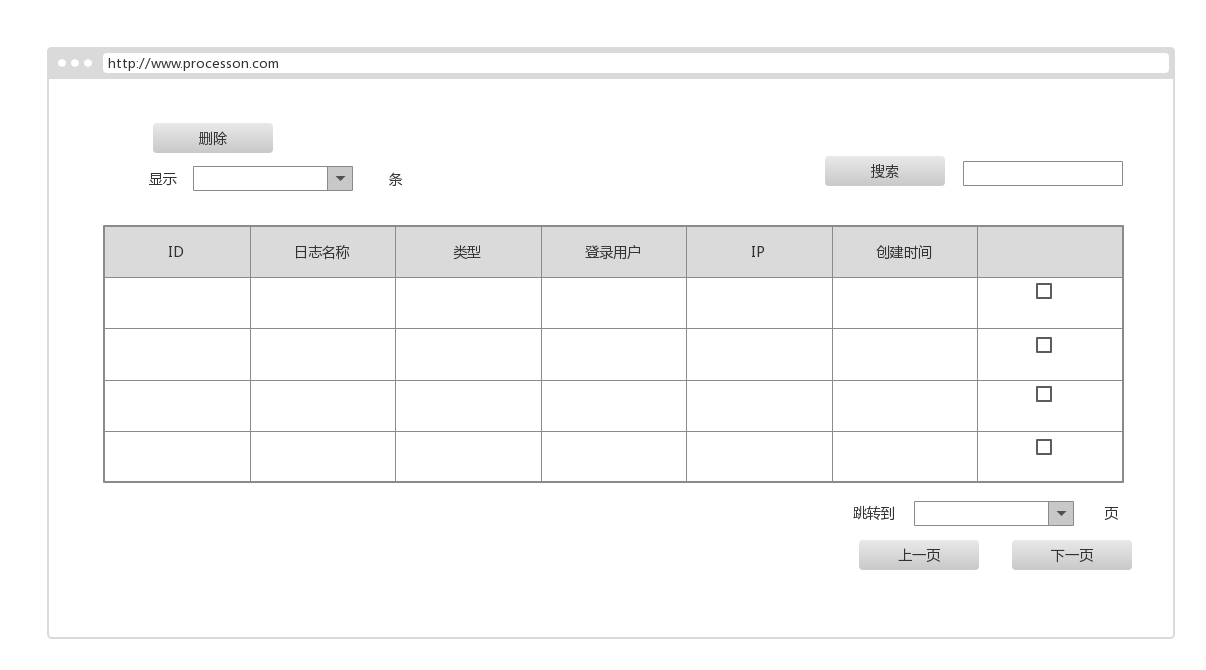 http://www.processon.com
删除
显示 条
搜索
ID 日志名称 类型 登录用户 IP 创建时间
跳转到 页
上一页 下一页